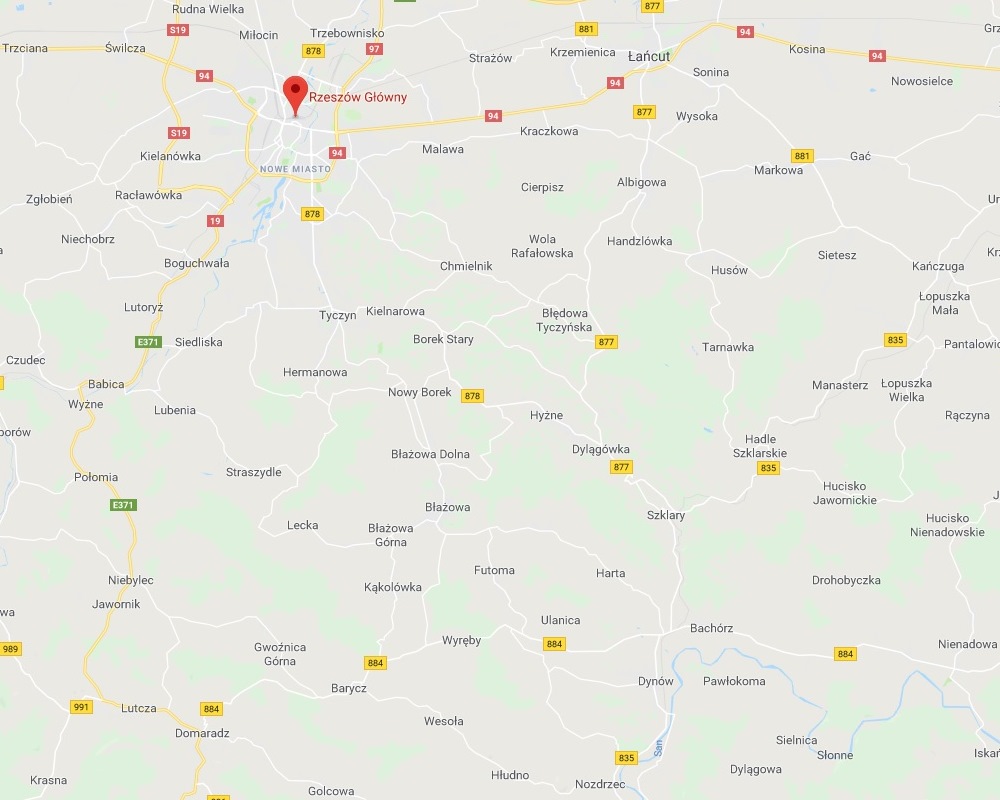 Rudna Wielka
877
S19
881
Miłocin
Trzebownisko
94
Trzciana
Świlcza
878
97
Krzemienica
Kosina
Strażów
Łańcut
94
94
Sonina
94
Nowosielce
Rzeszów Główny
877
Wysoka
94
S19
Kraczkowa
Kielanówka
94
Malawa
881
Gać
NOWE MIASTO
Markowa
Albigowa
Cierpisz
Zgłobień
Racławówka
878
19
Niechobrz
Wola
Rafałowska
Handzlówka
Sietesz
Boguchwała
Chmielnik
Husów
Kańczuga
Lutoryż
Tyczyn
Kielnarowa
Błędowa
Tyczyńska
Łopuszka
Mała
E371
Siedliska
Borek Stary
877
Tarnawka
835
Czudec
Hermanowa
Babica
Nowy Borek
878
Manasterz
Łopuszka
Wielka
Wyżne
Lubenia
Hyżne
Rączyna
Błażowa Dolna
Dylągówka
Hadle
Szklarskie
Połomia
Straszydle
877
835
E371
Błażowa
Szklary
Hucisko
Jawornickie
Lecka
Błażowa
Górna
Hucisko
Nienadowskie
Niebylec
Kąkolówka
Futoma
Harta
Drohobyczka
Jawornik
Ulanica
Bachórz
989
Gwoźnica
Górna
884
Wyręby
884
884
Nienadowa
Barycz
Dynów
Pawłokoma
991
Lutcza
884
Wesoła
Domaradz
San
Sielnica
Słonne
835
Krasna
Hłudno
Dylągowa
Golcowa
Nozdrzec